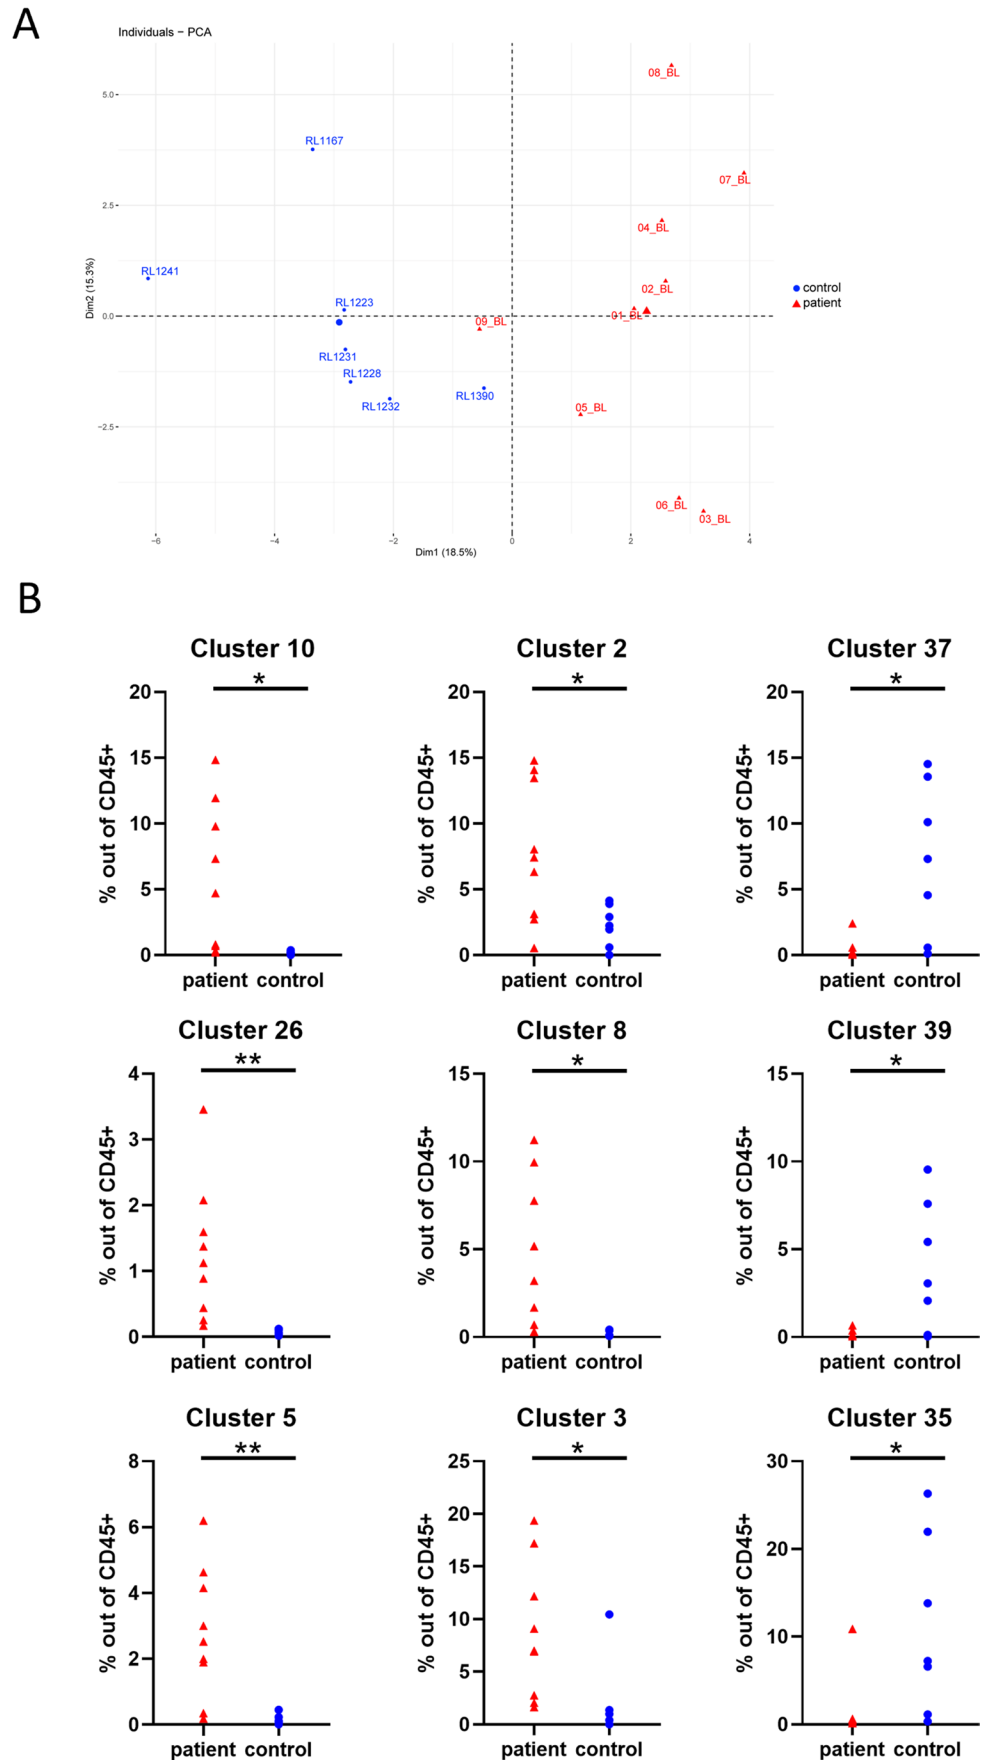 A
Individuals − PCA
08_BL
5.0
RL1167
07_BL
2.5
04_BL
RL1241
02_BL
RL1223
01_BL
0.0
09_BL
RL1231
RL1228
RL1232
RL1390
05_BL
−2.5
06_BL
03_BL
Dim2 (15.3%)
−6 −4 −2 0 2 4
Dim1 (18.5%)
control
patient
B
Cluster 10
*
20
15
10
5
0
% out of CD45+
patient control
Cluster 2
*
20
15
10
5
0
% out of CD45+
patient control
Cluster 37
*
20
15
10
5
0
% out of CD45+
patient control
Cluster 26
**
4
3
2
1
0
% out of CD45+
patient control
Cluster 8
*
15
10
5
0
% out of CD45+
patient control
Cluster 39
*
15
10
5
0
% out of CD45+
patient control
Cluster 5
**
8
6
4
2
0
% out of CD45+
patient control
Cluster 3
*
25
20
15
10
5
0
% out of CD45+
patient control
Cluster 35
*
30
20
10
0
% out of CD45+
patient control